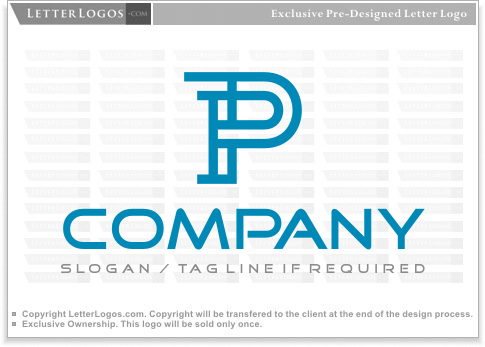 LETTERLOGOS.COM
Exclusive Pre-Designed Letter Logo
P
COMPANY
SLOGAN / TAG LINE IF REQUIRED
Copyright LetterLogos.com. Copyright will be transfered to the client at the end of the design process.
Exclusive Ownership. This logo will be sold only once.